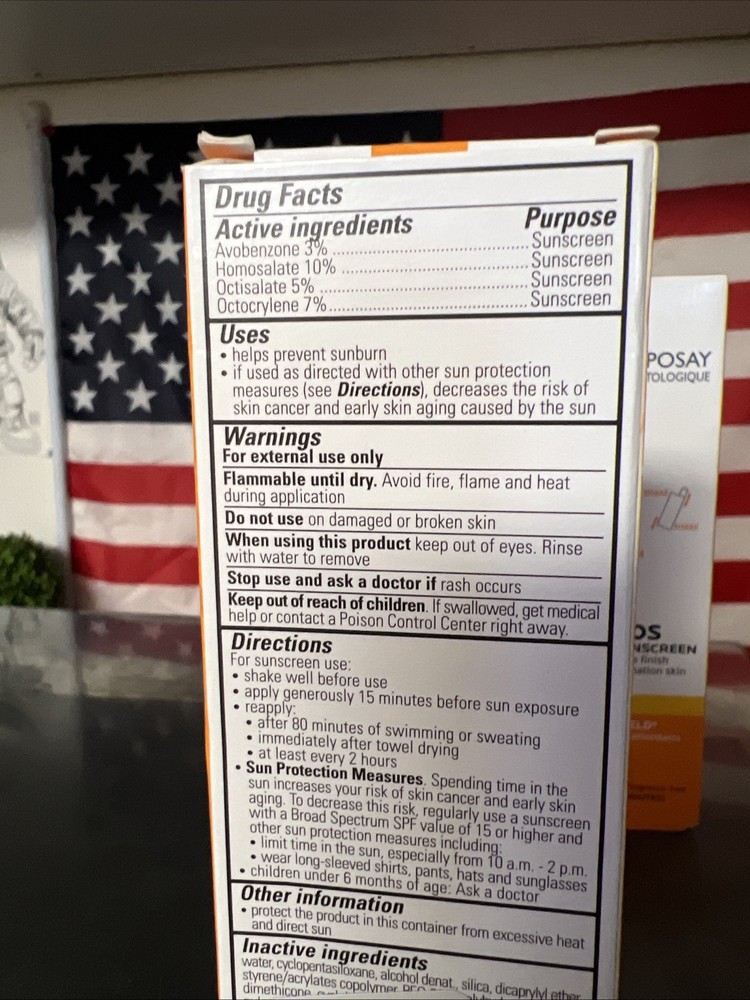 Drug Facts
Active ingredients Purpose
Avobenzone 3% ........ Sunscreen
Homosalate 10% ........ Sunscreen
Octisalate 5% ........ Sunscreen
Octocrylene 7% ........ Sunscreen
Uses
• helps prevent sunburn
• if used as directed with other sun protection
measures (see Directions), decreases the risk of
skin cancer and early skin aging caused by the sun
Warnings
For external use only
Flammable until dry. Avoid fire, flame and heat
during application
Do not use on damaged or broken skin
When using this product keep out of eyes. Rinse
with water to remove
Stop use and ask a doctor if rash occurs
Keep out of reach of children. If swallowed, get medical
help or contact a Poison Control Center right away.
Directions
For sunscreen use:
• shake well before use
• apply generously 15 minutes before sun exposure
• reapply:
• after 80 minutes of swimming or sweating
• immediately after towel drying
• at least every 2 hours
• Sun Protection Measures. Spending time in the
sun increases your risk of skin cancer and early skin
aging. To decrease this risk, regularly use a sunscreen
with a Broad Spectrum SPF value of 15 or higher and
other sun protection measures including:
• limit time in the sun, especially from 10 a.m. - 2 p.m.
• wear long-sleeved shirts, pants, hats and sunglasses
• children under 6 months of age: Ask a doctor
Other information
• protect the product in this container from excessive heat
and direct sun
Inactive ingredients
water, cyclopentasiloxane, alcohol denat., silica, dicaprylyl ether,
styrene/acrylates copolymer,
dimethicone,
POSAY
TOLOGIQUE
OS
NSCREEN
finish
ELD®